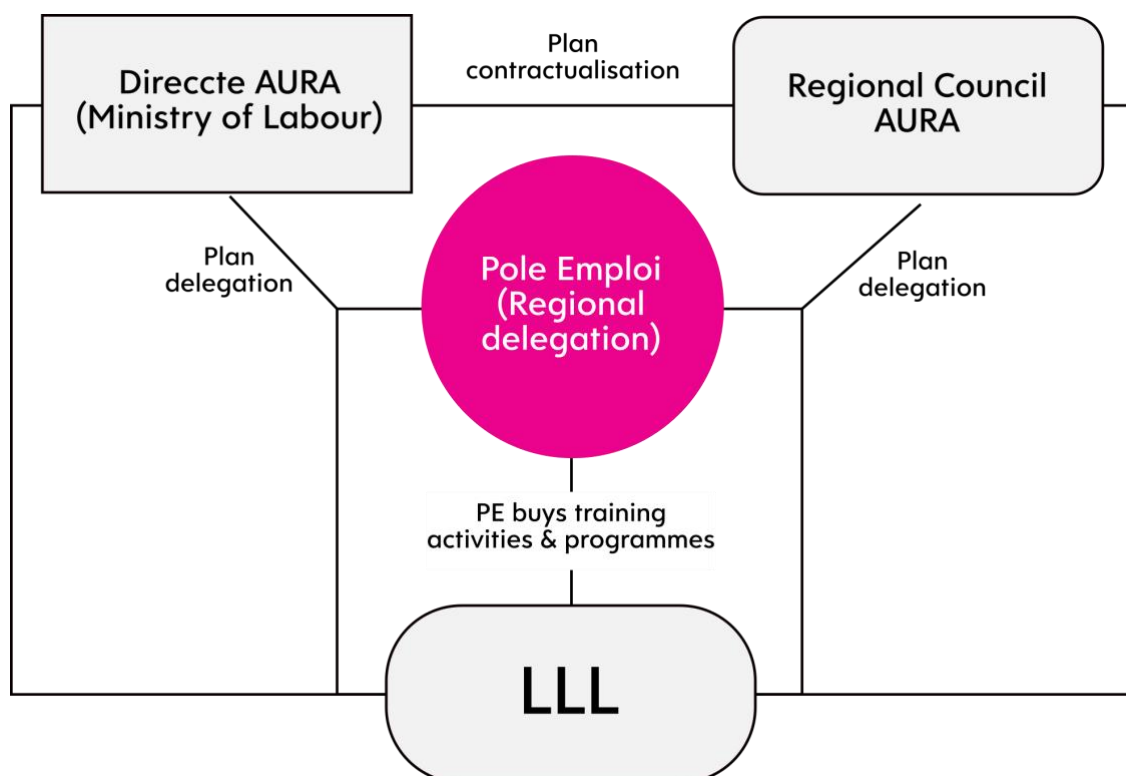 Plan
contractualisation
Direccte AURA
(Ministry of Labour)
Regional Council
AURA
Plan
delegation
Pole Emploi
(Regional
delegation)
Plan
delegation
PE buys training
activities & programmes
LLL